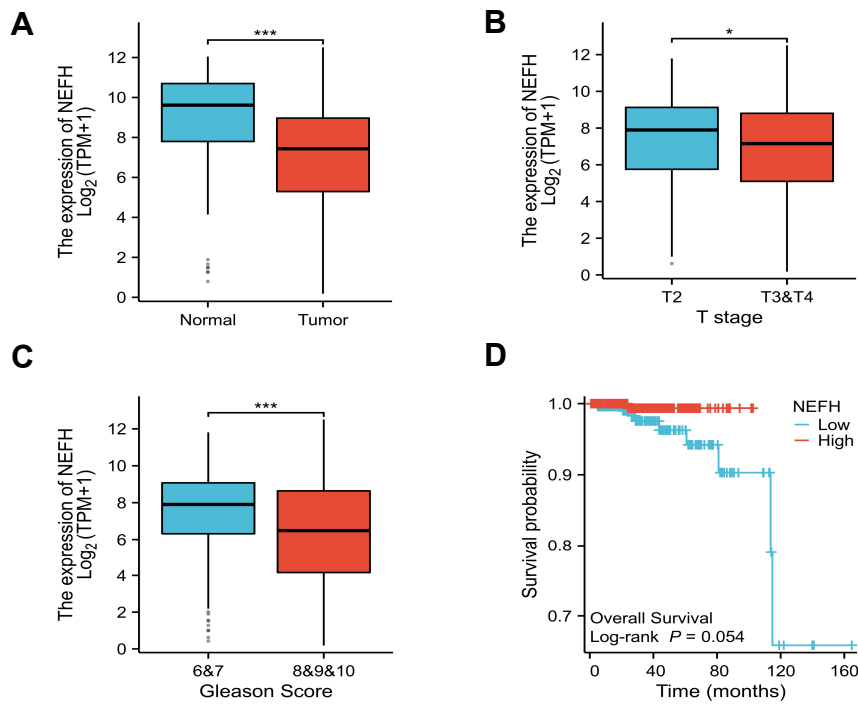 A
The expression of NEFH
Log2 (TPM+1)
12
10
8
6
4
2
0
***
Normal
Tumor
B
The expression of NEFH
Log2 (TPM+1)
12
10
8
6
4
2
0
*
T2
T3&T4
T stage
C
The expression of NEFH
Log2 (TPM+1)
12
10
8
6
4
2
0
***
6&7
8&9&10
Gleason Score
D
Survival probability
1.0
0.9
0.8
0.7
NEFH
Low
High
Overall Survival
Log-rank P = 0.054
0 40 80 120 160
Time (months)